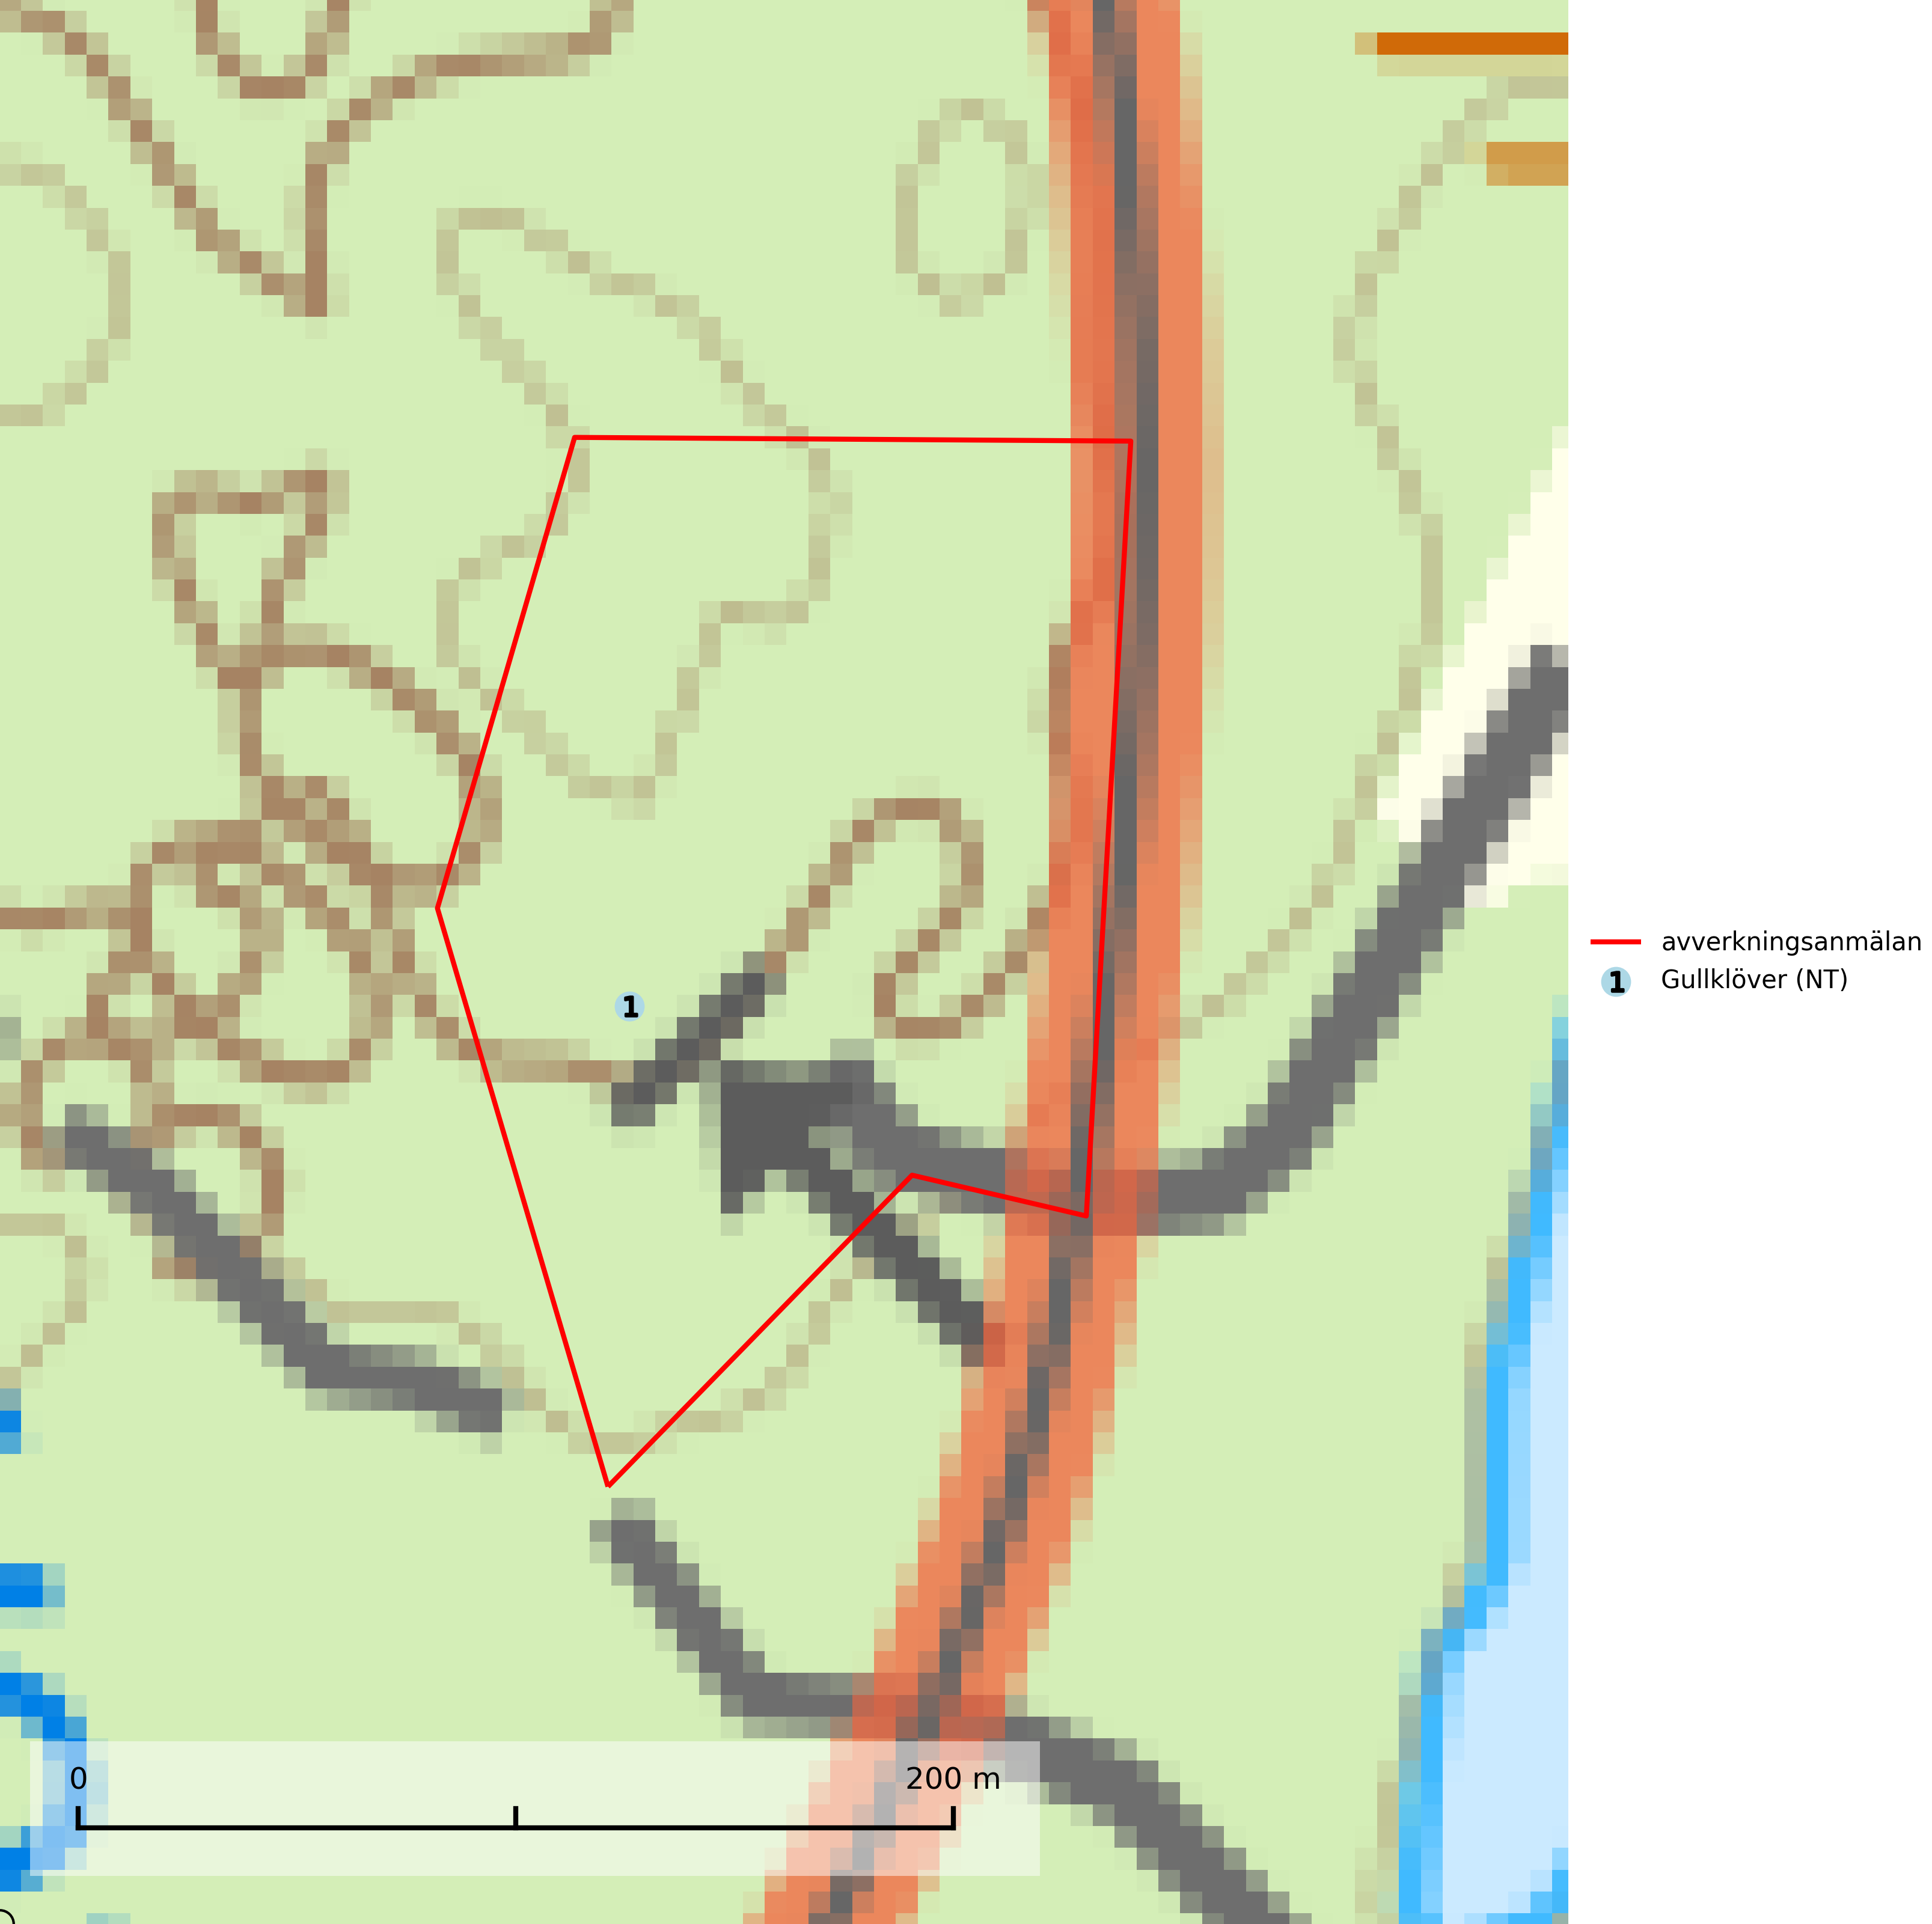 1
avverkningsanmälan
1 Gullklöver (NT)
0 200 m